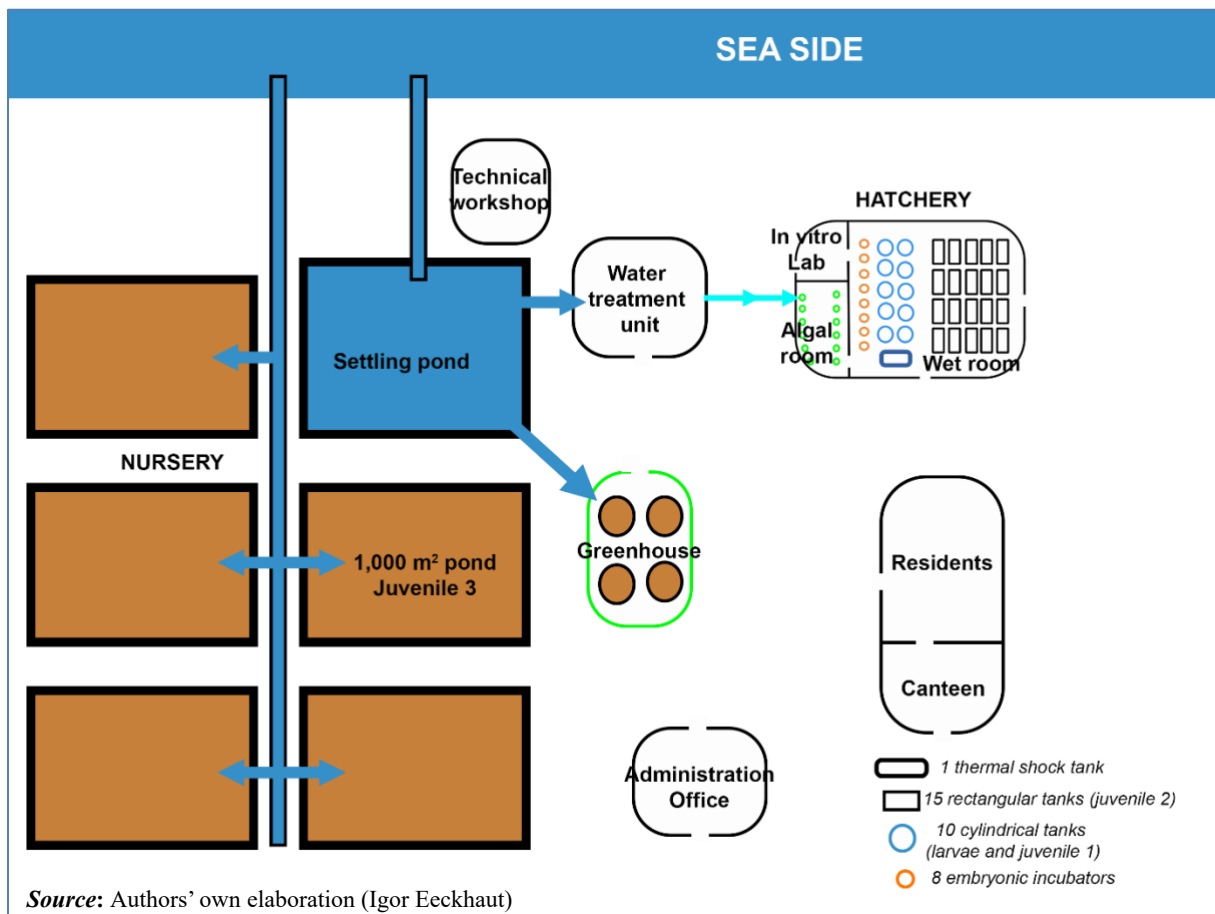 SEA SIDE
Technical
workshop
HATCHERY
In vitro
Lab
Water
treatment
unit
Algal
room
Wet room
Settling pond
NURSERY
Greenhouse
1,000 m² pond
Juvenile 3
Residents
Canteen
Administration
Office
1 thermal shock tank
15 rectangular tanks (juvenile 2)
10 cylindrical tanks
(larvae and juvenile 1)
8 embryonic incubators
Source: Authors’ own elaboration (Igor Eeckhaut)